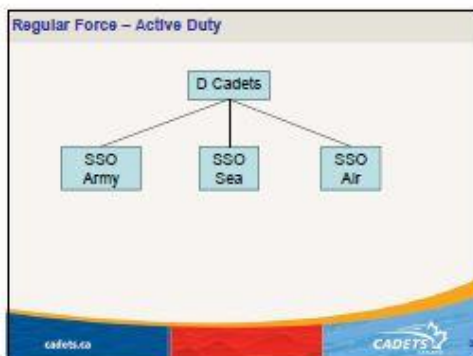 Regular Force – Active Duty
D Cadets
SSO
Army
SSO
Sea
SSO
Air
cadets.ca
CADETS